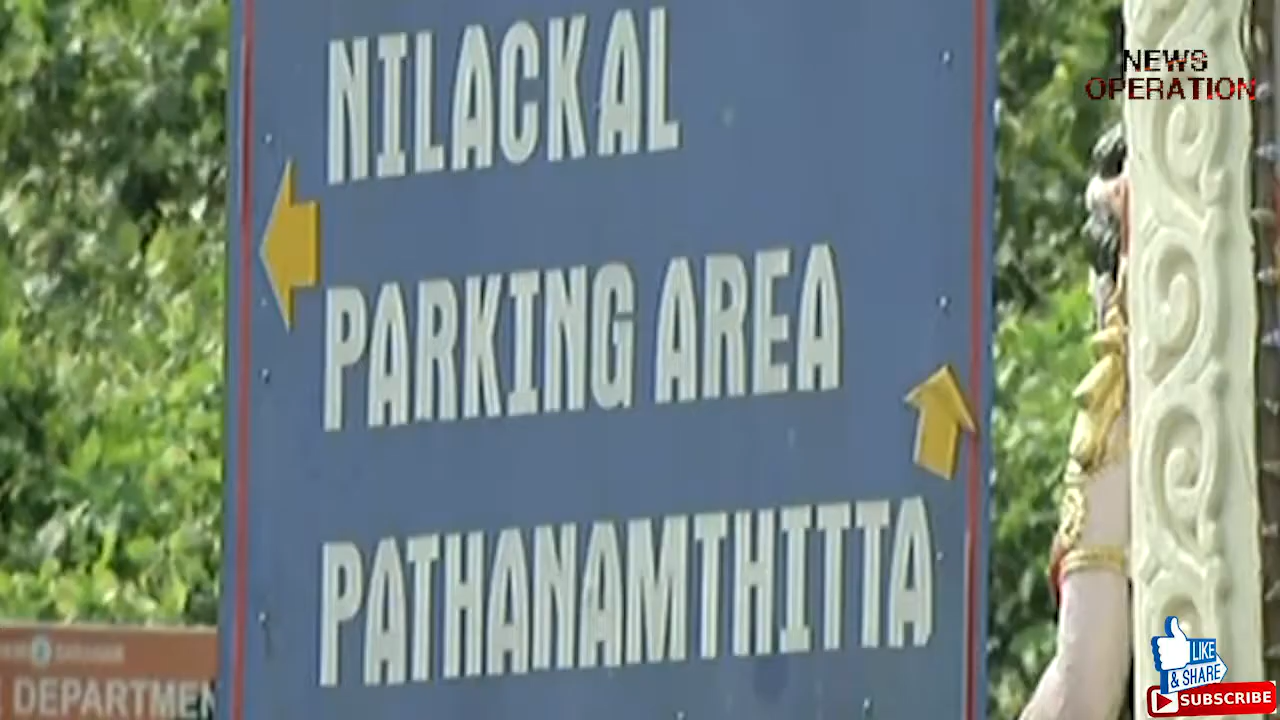 NILACKAL
PARKING AREA
PATHANAMTHITTA
DEPARTMEN
NEWS
OPERATION
LIKE
& SHARE
SUBSCRIBE